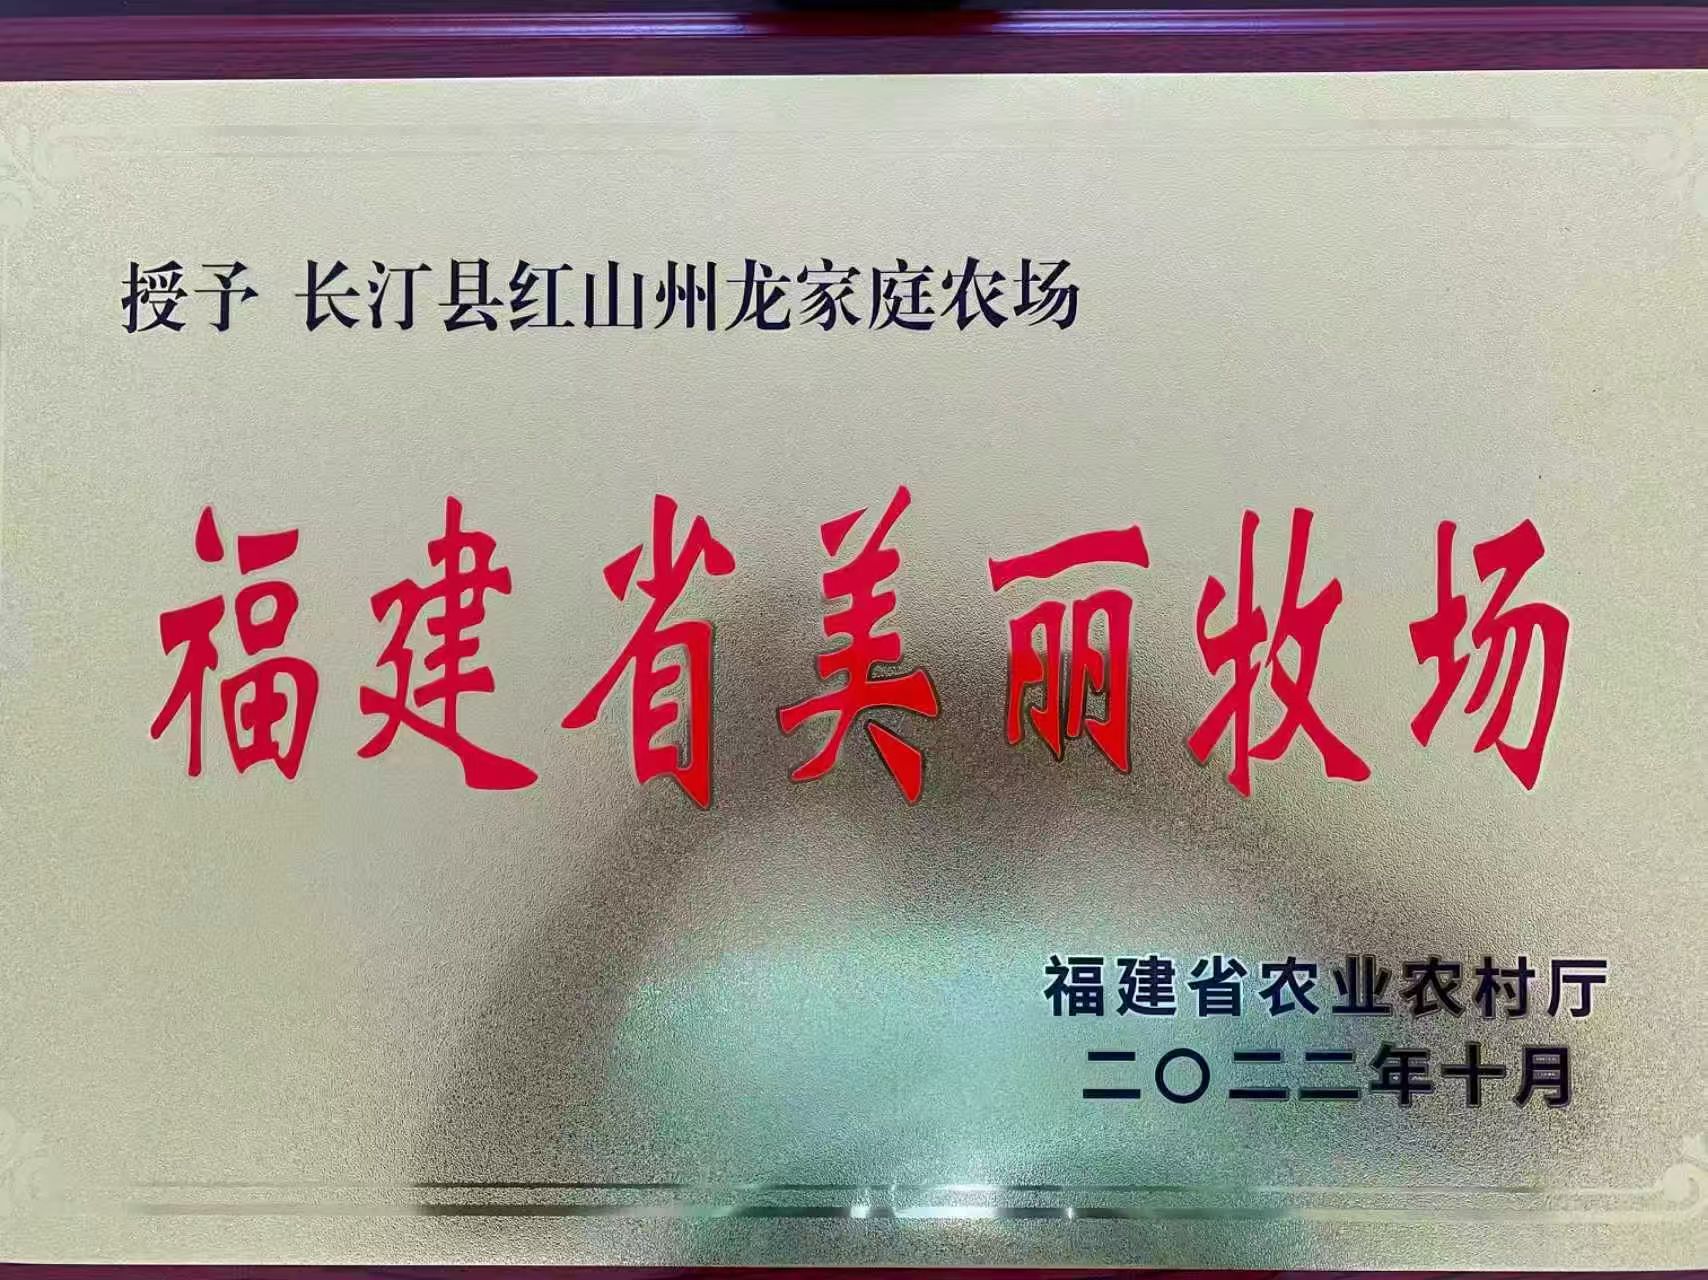 授予 长汀县红山州龙家庭农场
福建省美丽牧场
福建省农业农村厅
二〇二二年十月